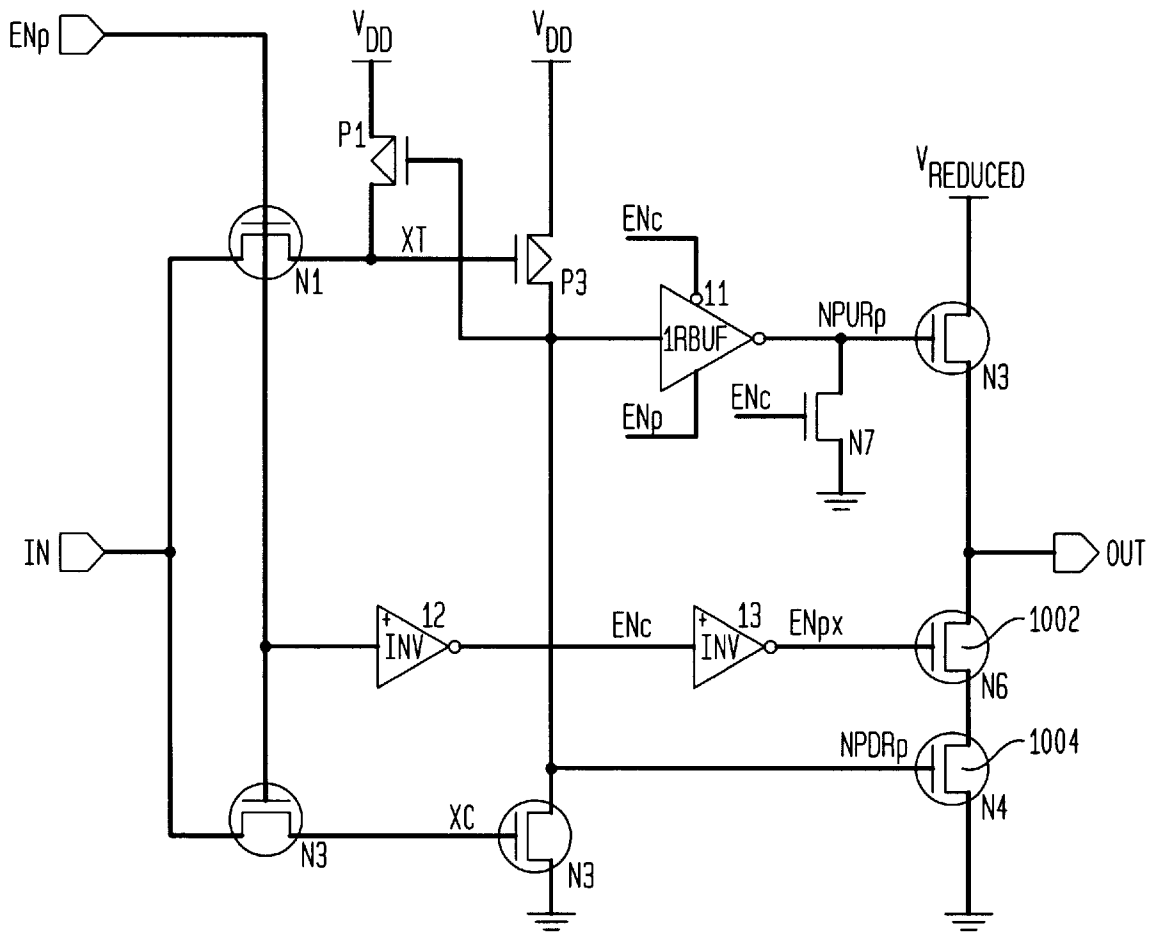 ENp
VDD
VDD
P1
VREDUCED
XT
ENc
N1
P3
11
1RBUF
NPURp
N3
ENp
ENc
N7
IN
OUT
12
INV
ENc
13
INV
ENpx
1002
N6
NPDRp
1004
N4
XC
N3
N3